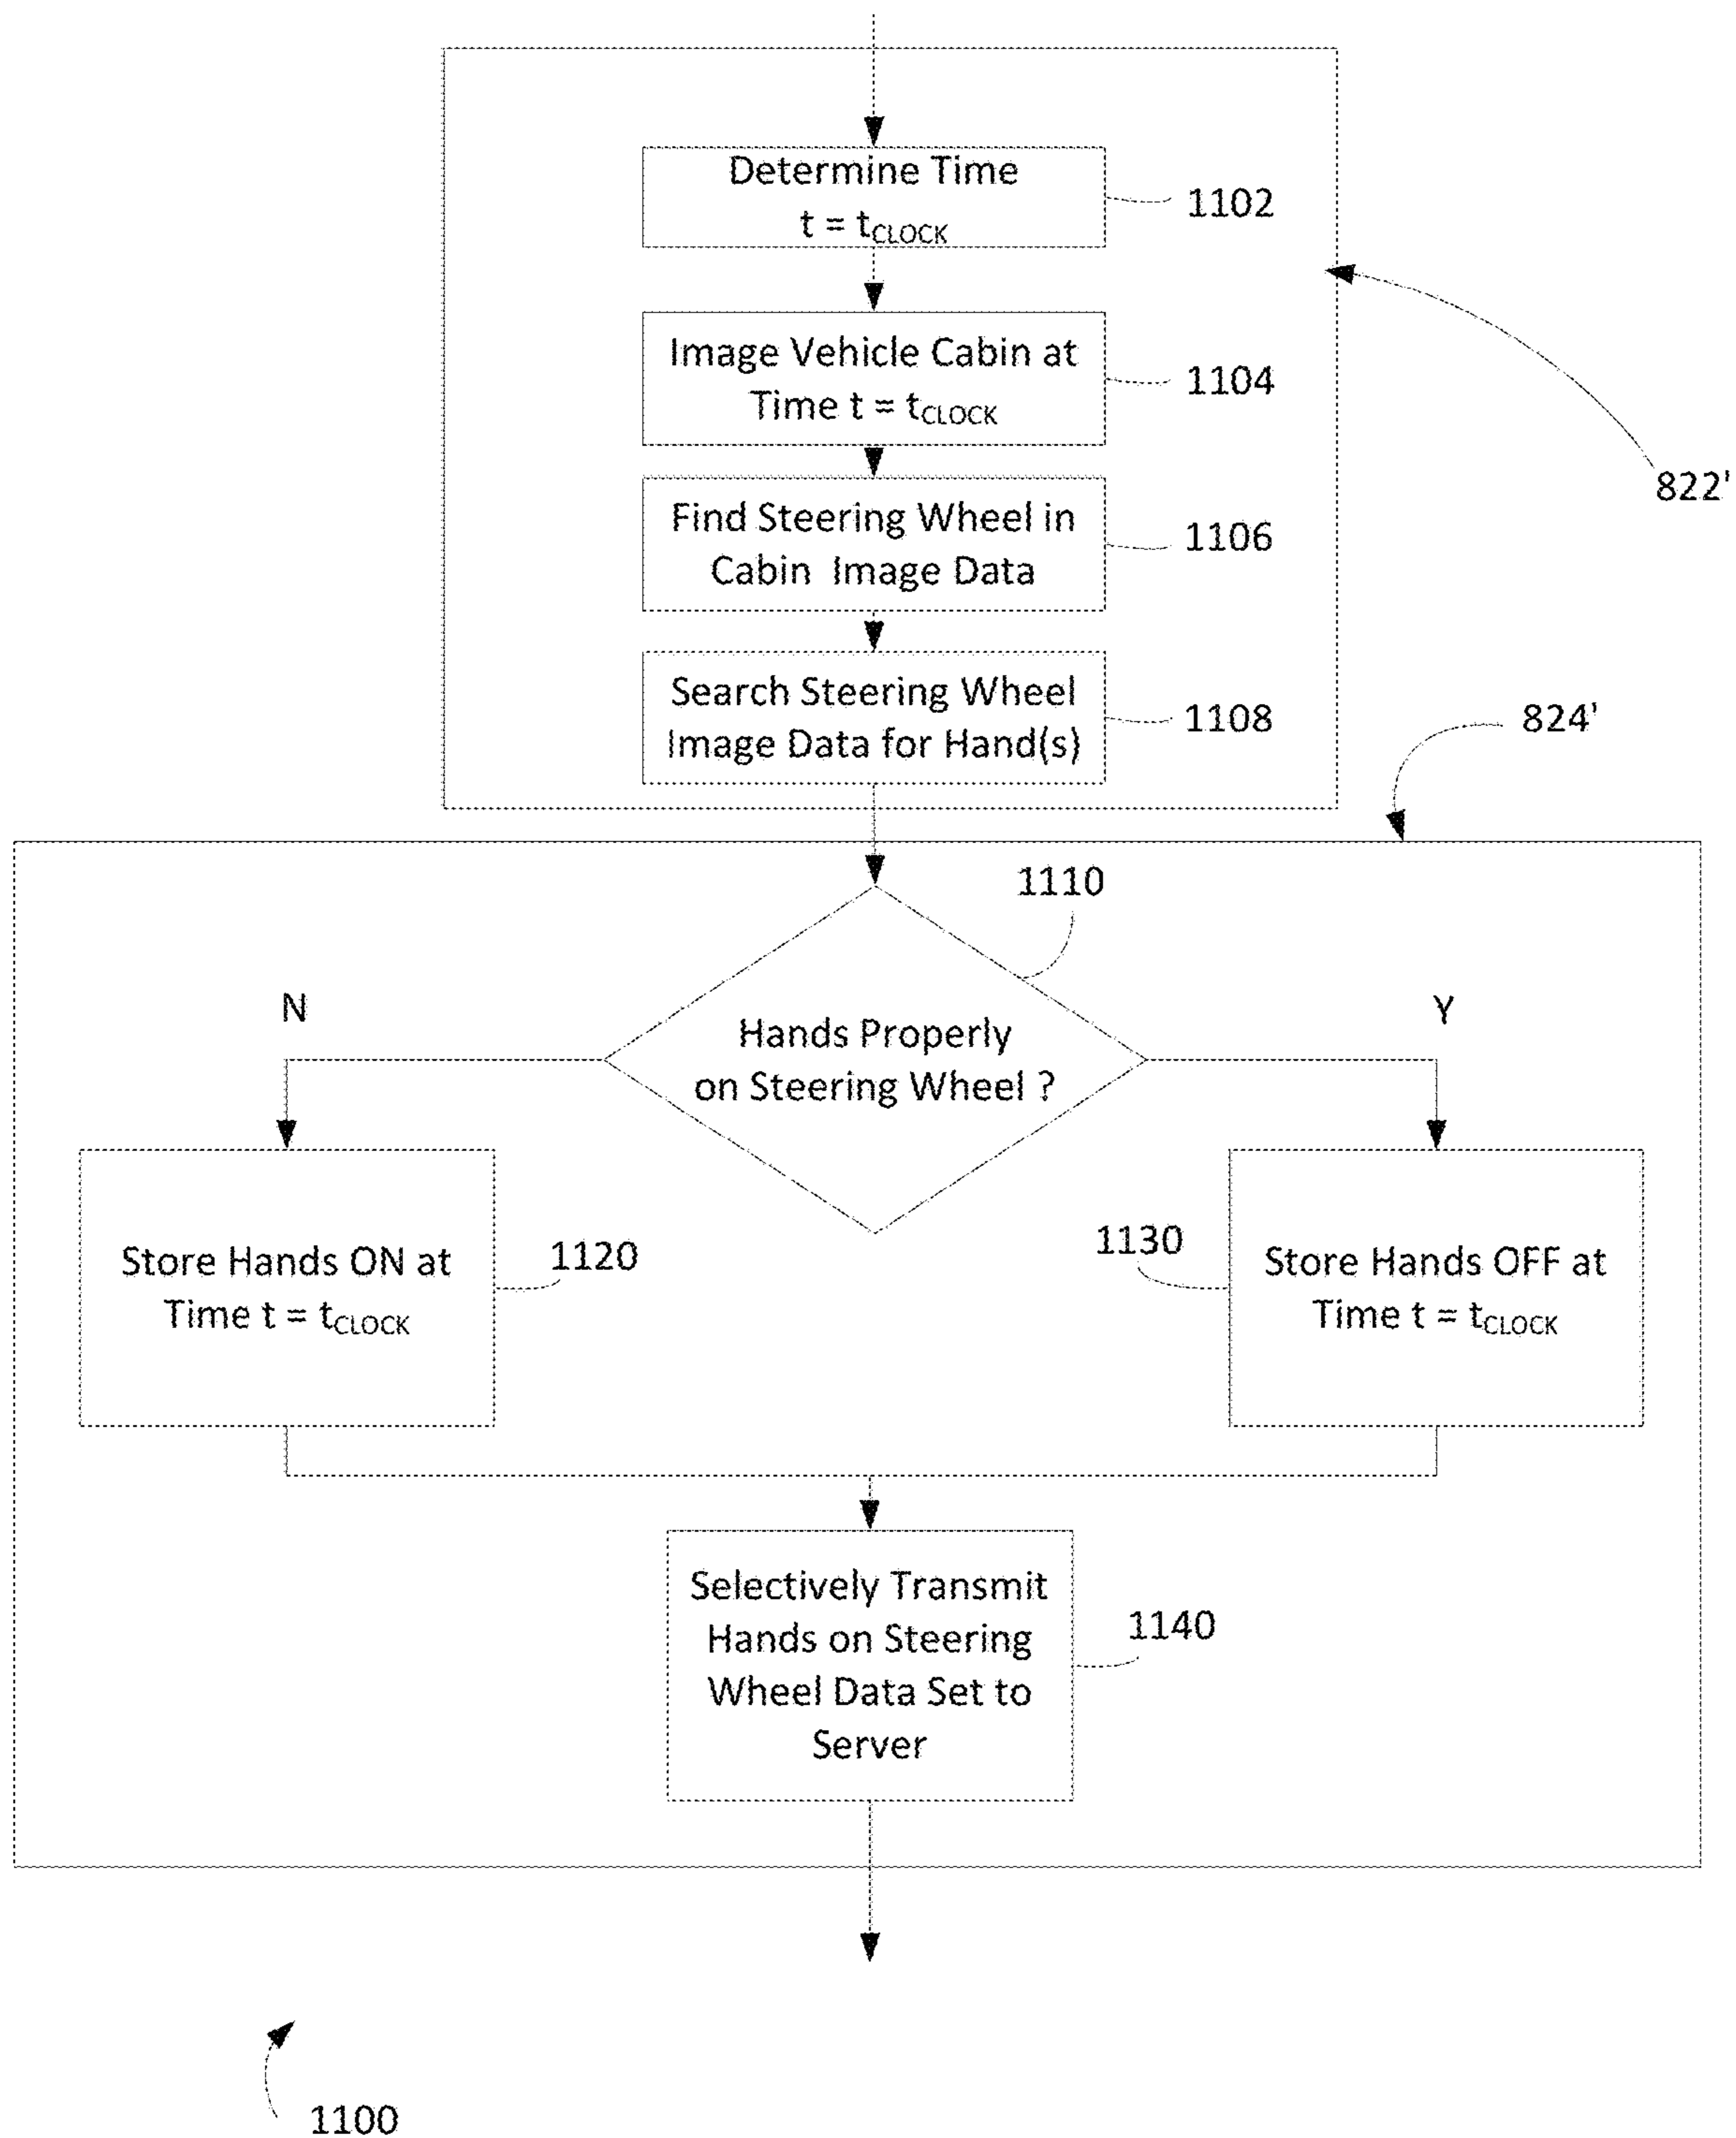 Determine Time
t = tCLOCK
1102
Image Vehicle Cabin at
Time t = tCLOCK
1104
822'
Find Steering Wheel in
Cabin Image Data
1106
Search Steering Wheel
Image Data for Hand(s)
1108
824'
1110
N
Y
Hands Properly
on Steering Wheel ?
Store Hands ON at
Time t = tCLOCK
1120
1130
Store Hands OFF at
Time t = tCLOCK
Selectively Transmit
Hands on Steering
Wheel Data Set to
Server
1140
1100